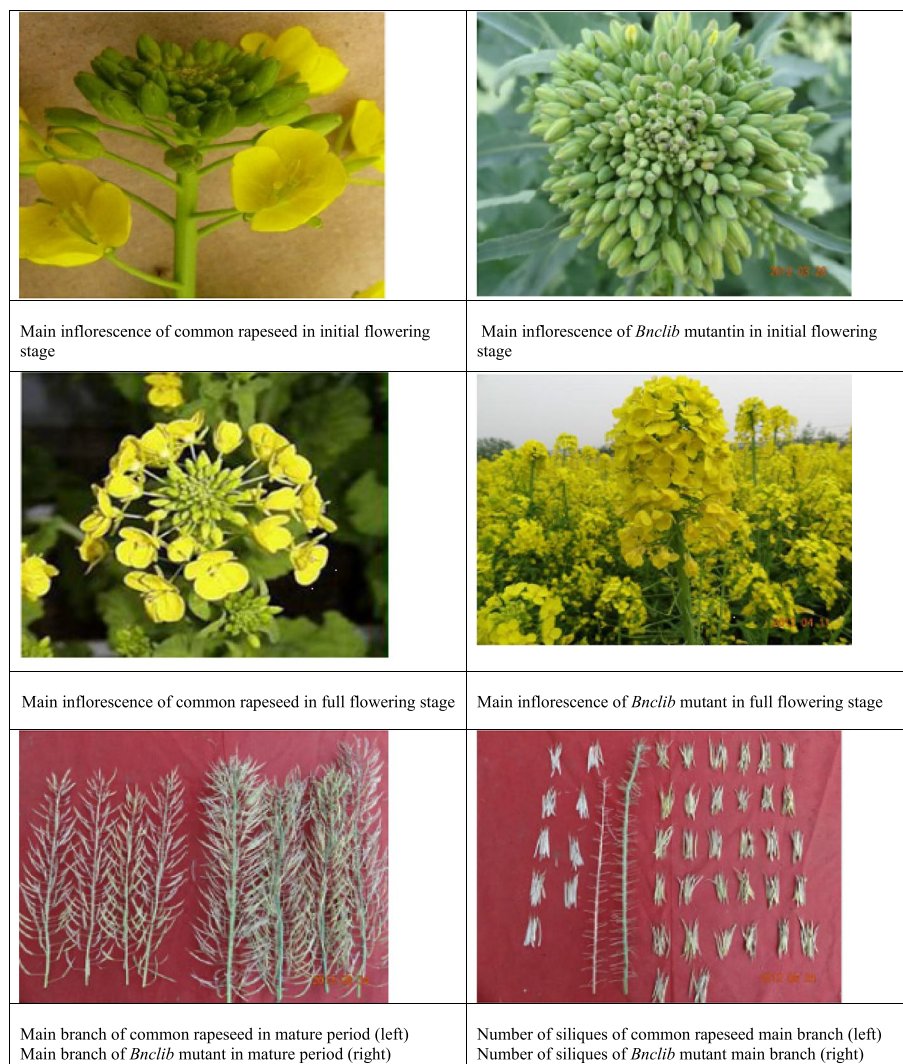 Main inflorescence of common rapeseed in initial flowering
stage
Main inflorescence of Bnclib mutantin in initial flowering
stage
Main inflorescence of common rapeseed in full flowering stage
Main inflorescence of Bnclib mutant in full flowering stage
Main branch of common rapeseed in mature period (left)
Main branch of Bnclib mutant in mature period (right)
Number of siliques of common rapeseed main branch (left)
Number of siliques of Bnclib mutant main branch (right)